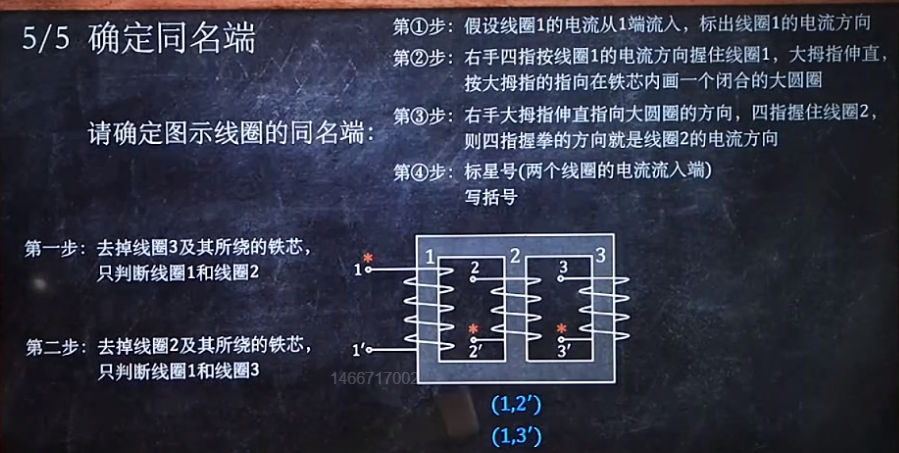 5/5 确定同名端
第①步：假设线圈1的电流从1端流入，标出线圈1的电流方向
第②步：右手四指按线圈1的电流方向握住线圈1，大拇指伸直，
按大拇指的指向在铁芯内画一个闭合的大圆圈
请确定图示线圈的同名端：
第③步：右手大拇指伸直指向大圆圈的方向，四指握住线圈2，
则四指握拳的方向就是线圈2的电流方向
第④步：标星号(两个线圈的电流流入端)
写括号
第一步：去掉线圈3及其所绕的铁芯，
只判断线圈1和线圈2
第二步：去掉线圈2及其所绕的铁芯，
只判断线圈1和线圈3
1 2 3
* 
1 2 3
* *
1′ 2′ 3′
1466717002
(1,2′)
(1,3′)